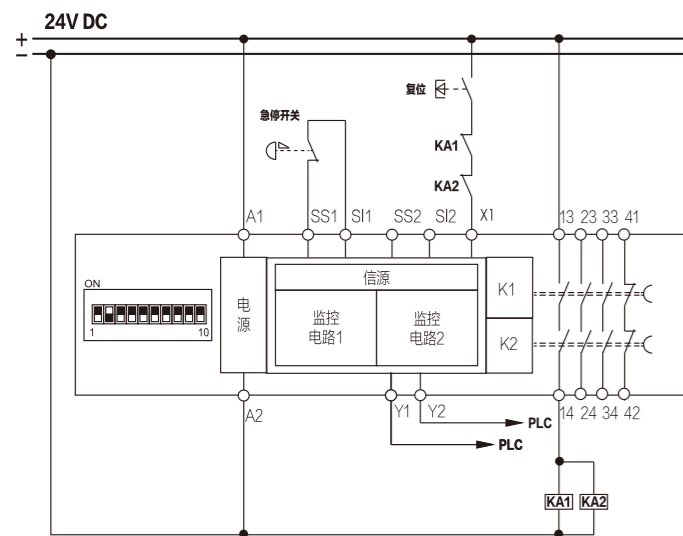 24V DC
+
−
复位
急停开关
KA1
KA2
A1 SS1 SI1 SS2 SI2 X1 13 23 33 41
ON
1 10
电源
信源
监控电路1
监控电路2
K1
K2
A2 Y1 Y2 14 24 34 42
PLC
PLC
KA1 KA2